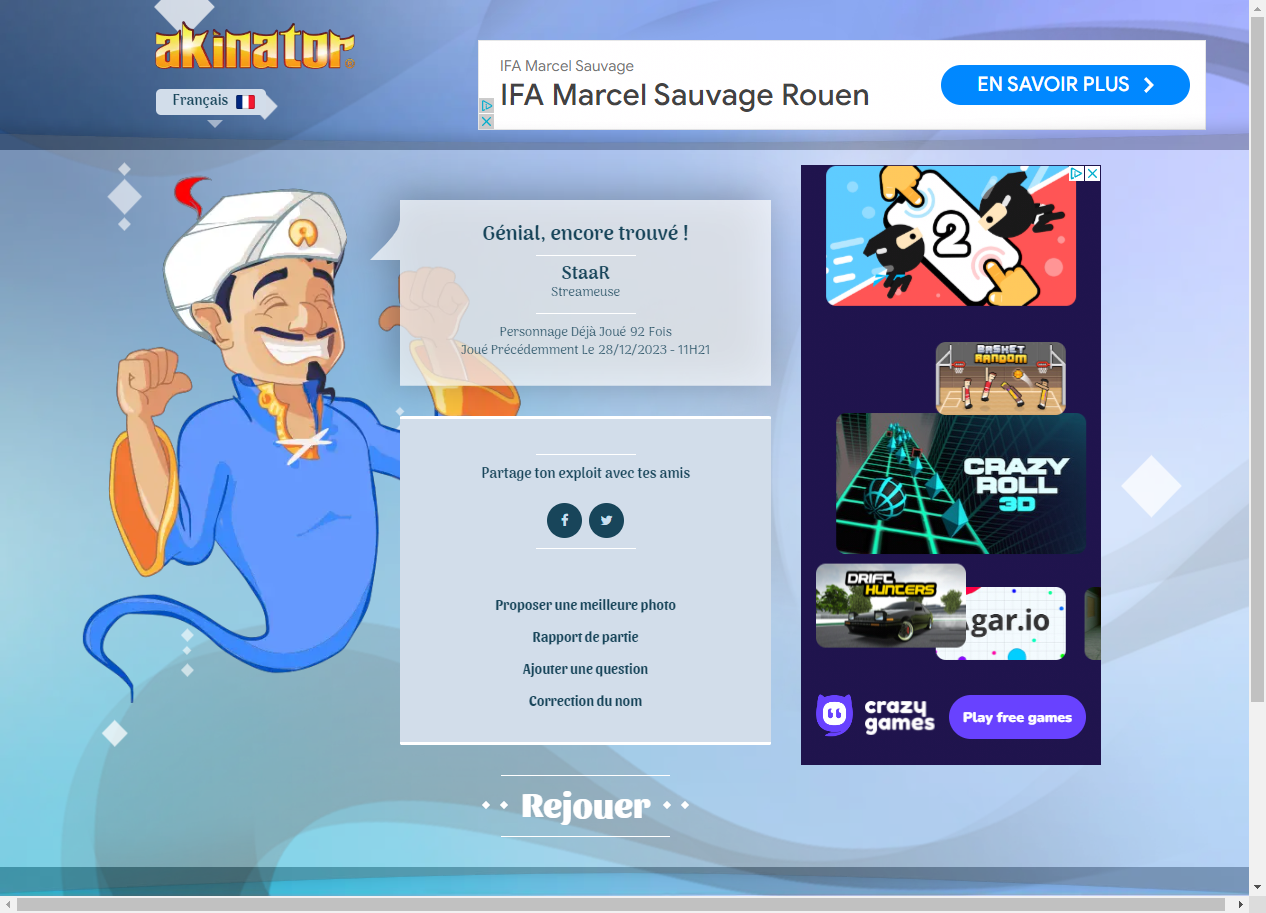 akinator
Français
IFA Marcel Sauvage
IFA Marcel Sauvage Rouen
EN SAVOIR PLUS
Génial, encore trouvé !
StaaR
Streameuse
Personnage Déjà Joué 92 Fois
Joué Précédemment Le 28/12/2023 - 11H21
Partage ton exploit avec tes amis
Proposer une meilleure photo
Rapport de partie
Ajouter une question
Correction du nom
Rejouer
2
BASKET
RANDOM
CRAZY
ROLL
3D
DRIFT
HUNTERS
Agar.io
crazy
games
Play free games